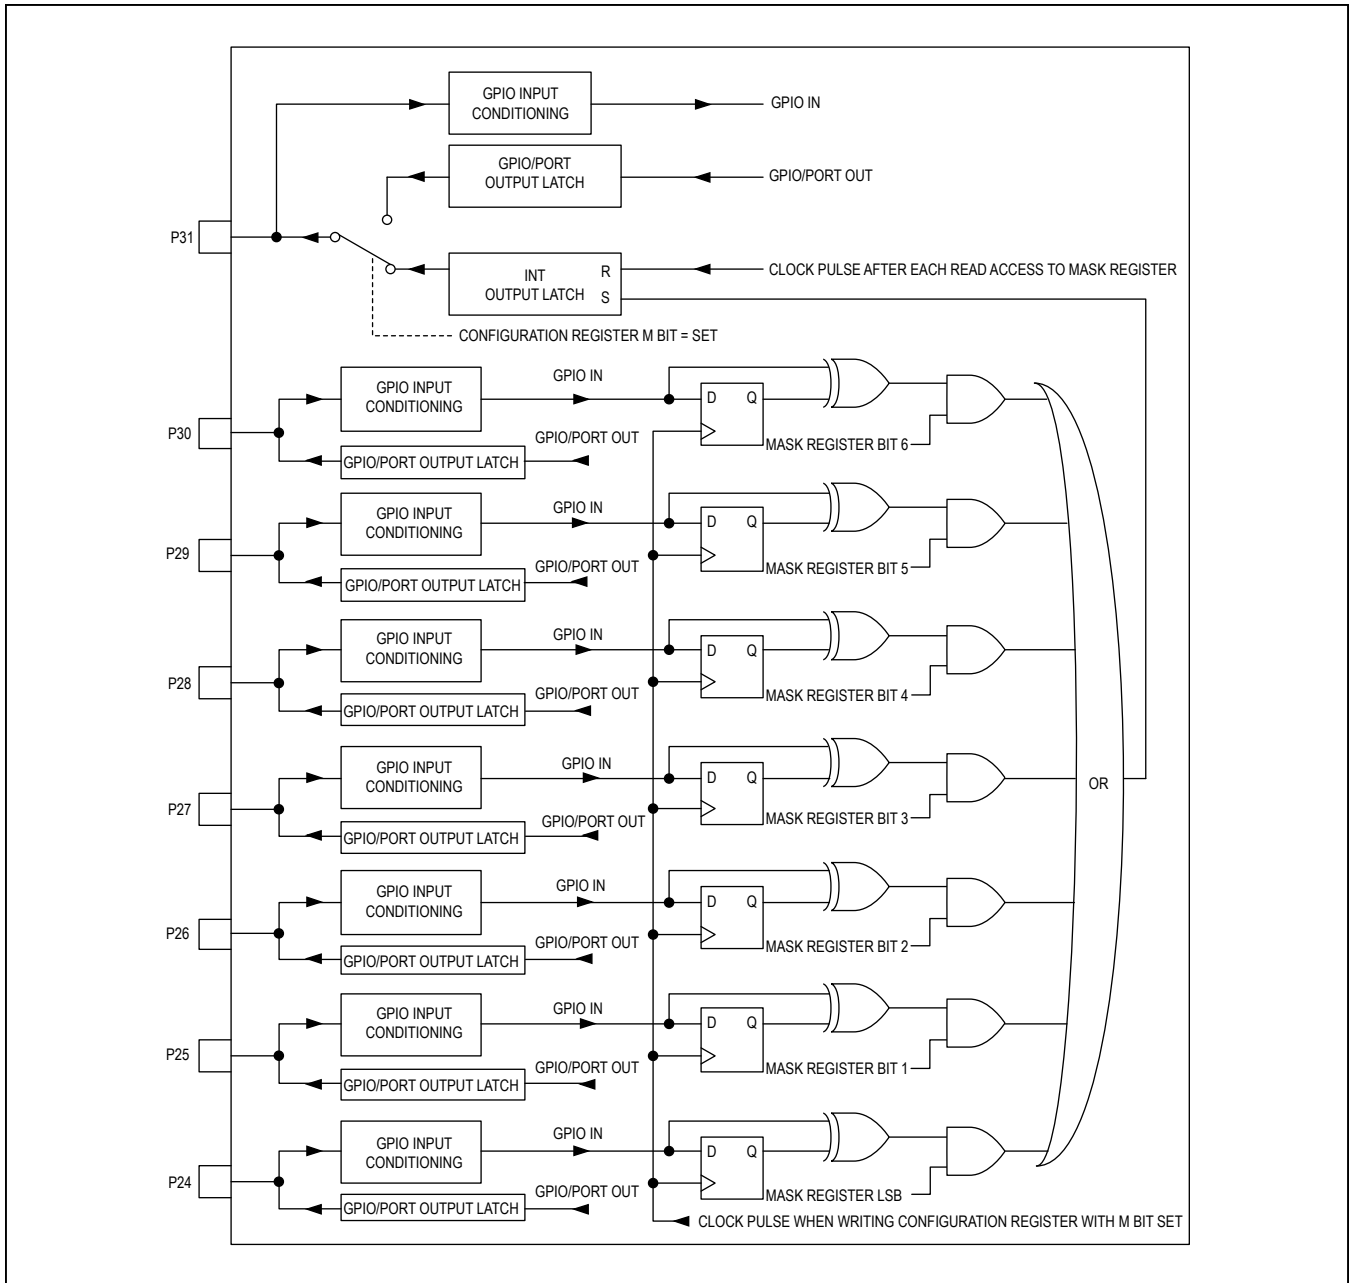 GPIO INPUT
CONDITIONING
GPIO IN
GPIO/PORT
OUTPUT LATCH
GPIO/PORT OUT
P31
INT
OUTPUT LATCH
R
S
CLOCK PULSE AFTER EACH READ ACCESS TO MASK REGISTER
CONFIGURATION REGISTER M BIT = SET
GPIO INPUT
CONDITIONING
GPIO IN
D Q
P30
GPIO/PORT OUT
MASK REGISTER BIT 6
GPIO/PORT OUTPUT LATCH
GPIO INPUT
CONDITIONING
GPIO IN
D Q
P29
GPIO/PORT OUT
MASK REGISTER BIT 5
GPIO/PORT OUTPUT LATCH
GPIO INPUT
CONDITIONING
GPIO IN
D Q
P28
GPIO/PORT OUT
MASK REGISTER BIT 4
GPIO/PORT OUTPUT LATCH
GPIO INPUT
CONDITIONING
GPIO IN
D Q
OR
P27
GPIO/PORT OUT
MASK REGISTER BIT 3
GPIO/PORT OUTPUT LATCH
GPIO INPUT
CONDITIONING
GPIO IN
D Q
P26
GPIO/PORT OUT
MASK REGISTER BIT 2
GPIO/PORT OUTPUT LATCH
GPIO INPUT
CONDITIONING
GPIO IN
D Q
P25
GPIO/PORT OUT
MASK REGISTER BIT 1
GPIO/PORT OUTPUT LATCH
GPIO INPUT
CONDITIONING
GPIO IN
D Q
P24
GPIO/PORT OUT
MASK REGISTER LSB
GPIO/PORT OUTPUT LATCH
CLOCK PULSE WHEN WRITING CONFIGURATION REGISTER WITH M BIT SET